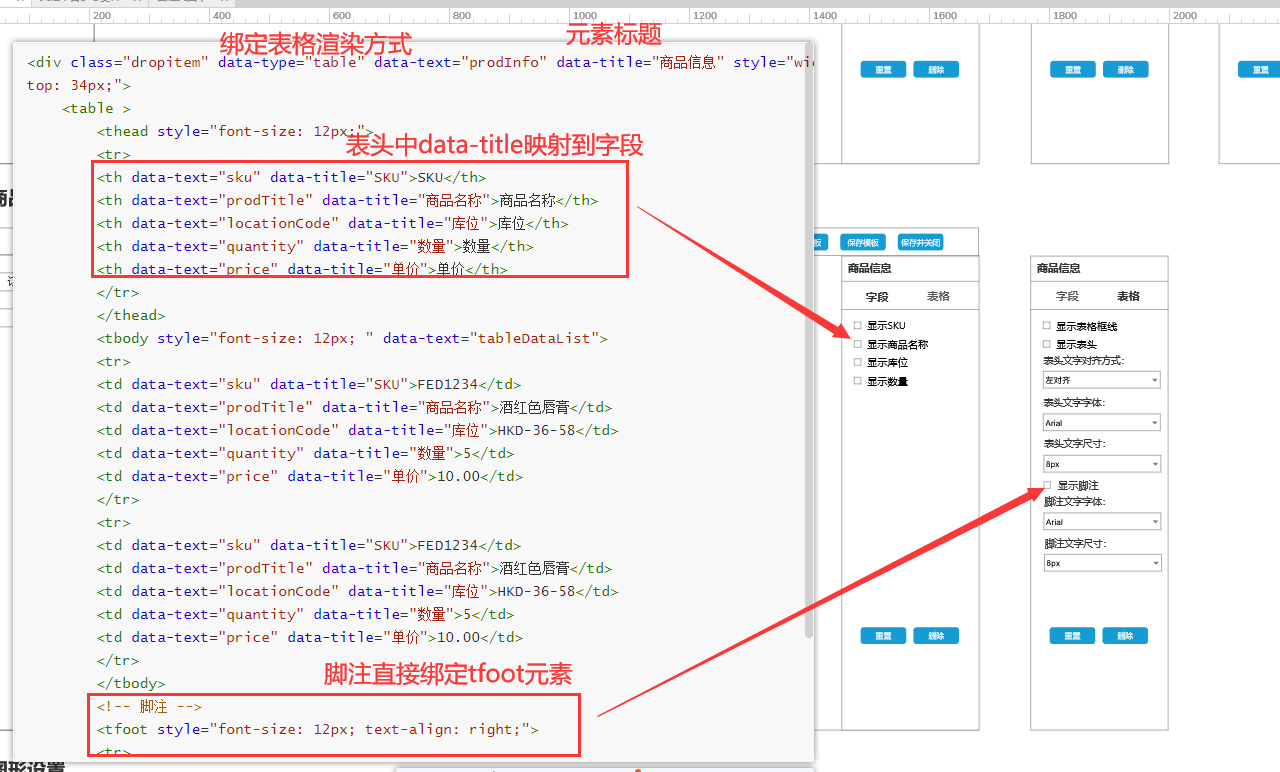 200 400 600 800 1000 1200 1400 1600 1800 2000
绑定表格渲染方式
元素标题
<div class="dropitem" data-type="table" data-text="prodInfo" data-title="商品信息" style="wi
top: 34px;">
<table >
<thead style="font-size: 12px;">
表头中data-title映射到字段
<tr>
<th data-text="sku" data-title="SKU">SKU</th>
<th data-text="prodTitle" data-title="商品名称">商品名称</th>
<th data-text="locationCode" data-title="库位">库位</th>
<th data-text="quantity" data-title="数量">数量</th>
<th data-text="price" data-title="单价">单价</th>
</tr>
</thead>
<tbody style="font-size: 12px; " data-text="tableDataList">
<tr>
<td data-text="sku" data-title="SKU">FED1234</td>
<td data-text="prodTitle" data-title="商品名称">酒红色唇膏</td>
<td data-text="locationCode" data-title="库位">HKD-36-58</td>
<td data-text="quantity" data-title="数量">5</td>
<td data-text="price" data-title="单价">10.00</td>
</tr>
<tr>
<td data-text="sku" data-title="SKU">FED1234</td>
<td data-text="prodTitle" data-title="商品名称">酒红色唇膏</td>
<td data-text="locationCode" data-title="库位">HKD-36-58</td>
<td data-text="quantity" data-title="数量">5</td>
<td data-text="price" data-title="单价">10.00</td>
</tr>
</tbody>
脚注直接绑定tfoot元素
<!-- 脚注 -->
<tfoot style="font-size: 12px; text-align: right;">
<tr>
重置 删除
重置 删除
重置
板 保存模板 保存并关闭
商品信息
字段 表格
显示SKU
显示商品名称
显示库位
显示数量
重置 删除
商品信息
字段 表格
显示表格框线
显示表头
表头文字对齐方式:
左对齐
表头文字字体:
Arial
表头文字尺寸:
8px
显示脚注
脚注文字字体:
Arial
脚注文字尺寸:
8px
重置 删除
图形设置